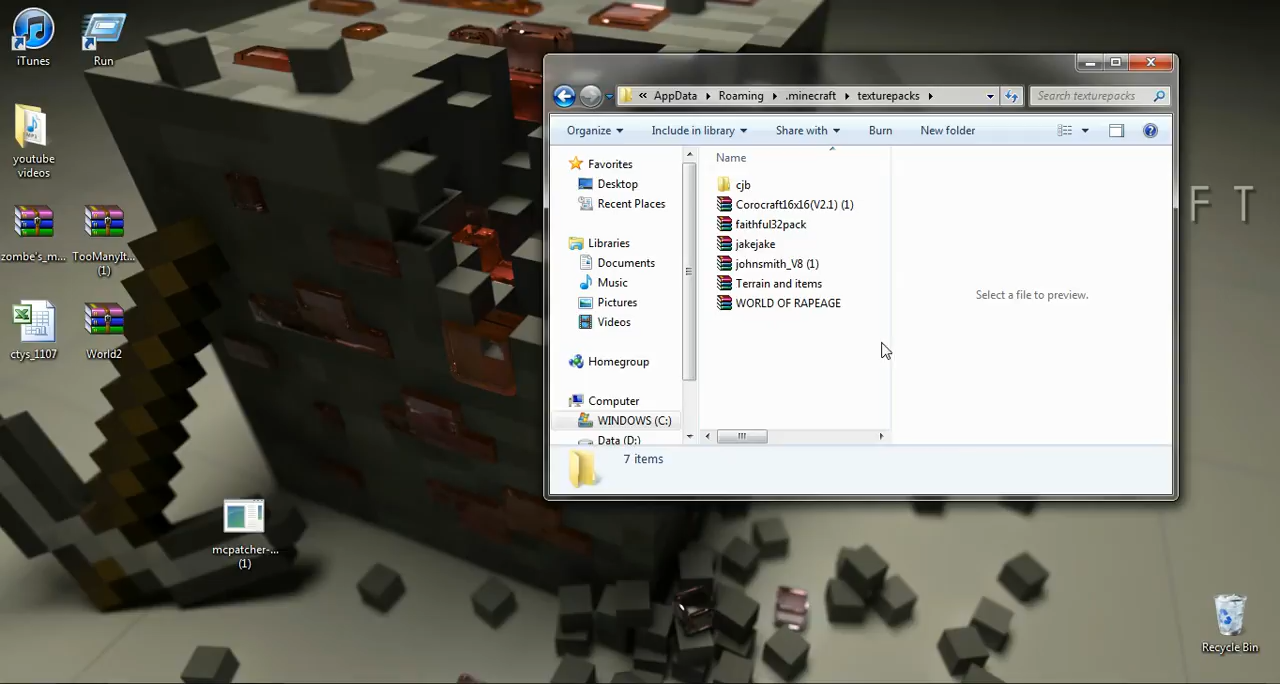 iTunes
Run
youtube
videos
zombe's_m...
TooManyIt...
(1)
ctys_1107
World2
mcpatcher-...
(1)
Recycle Bin
F T
« AppData ▸ Roaming ▸ .minecraft ▸ texturepacks ▸
Search texturepacks
Organize
Include in library
Share with
Burn
New folder
Favorites
Desktop
Recent Places
Libraries
Documents
Music
Pictures
Videos
Homegroup
Computer
WINDOWS (C:)
Data (D:)
Name
cjb
Corocraft16x16(V2.1) (1)
faithful32pack
jakejake
johnsmith_V8 (1)
Terrain and items
WORLD OF RAPEAGE
Select a file to preview.
7 items